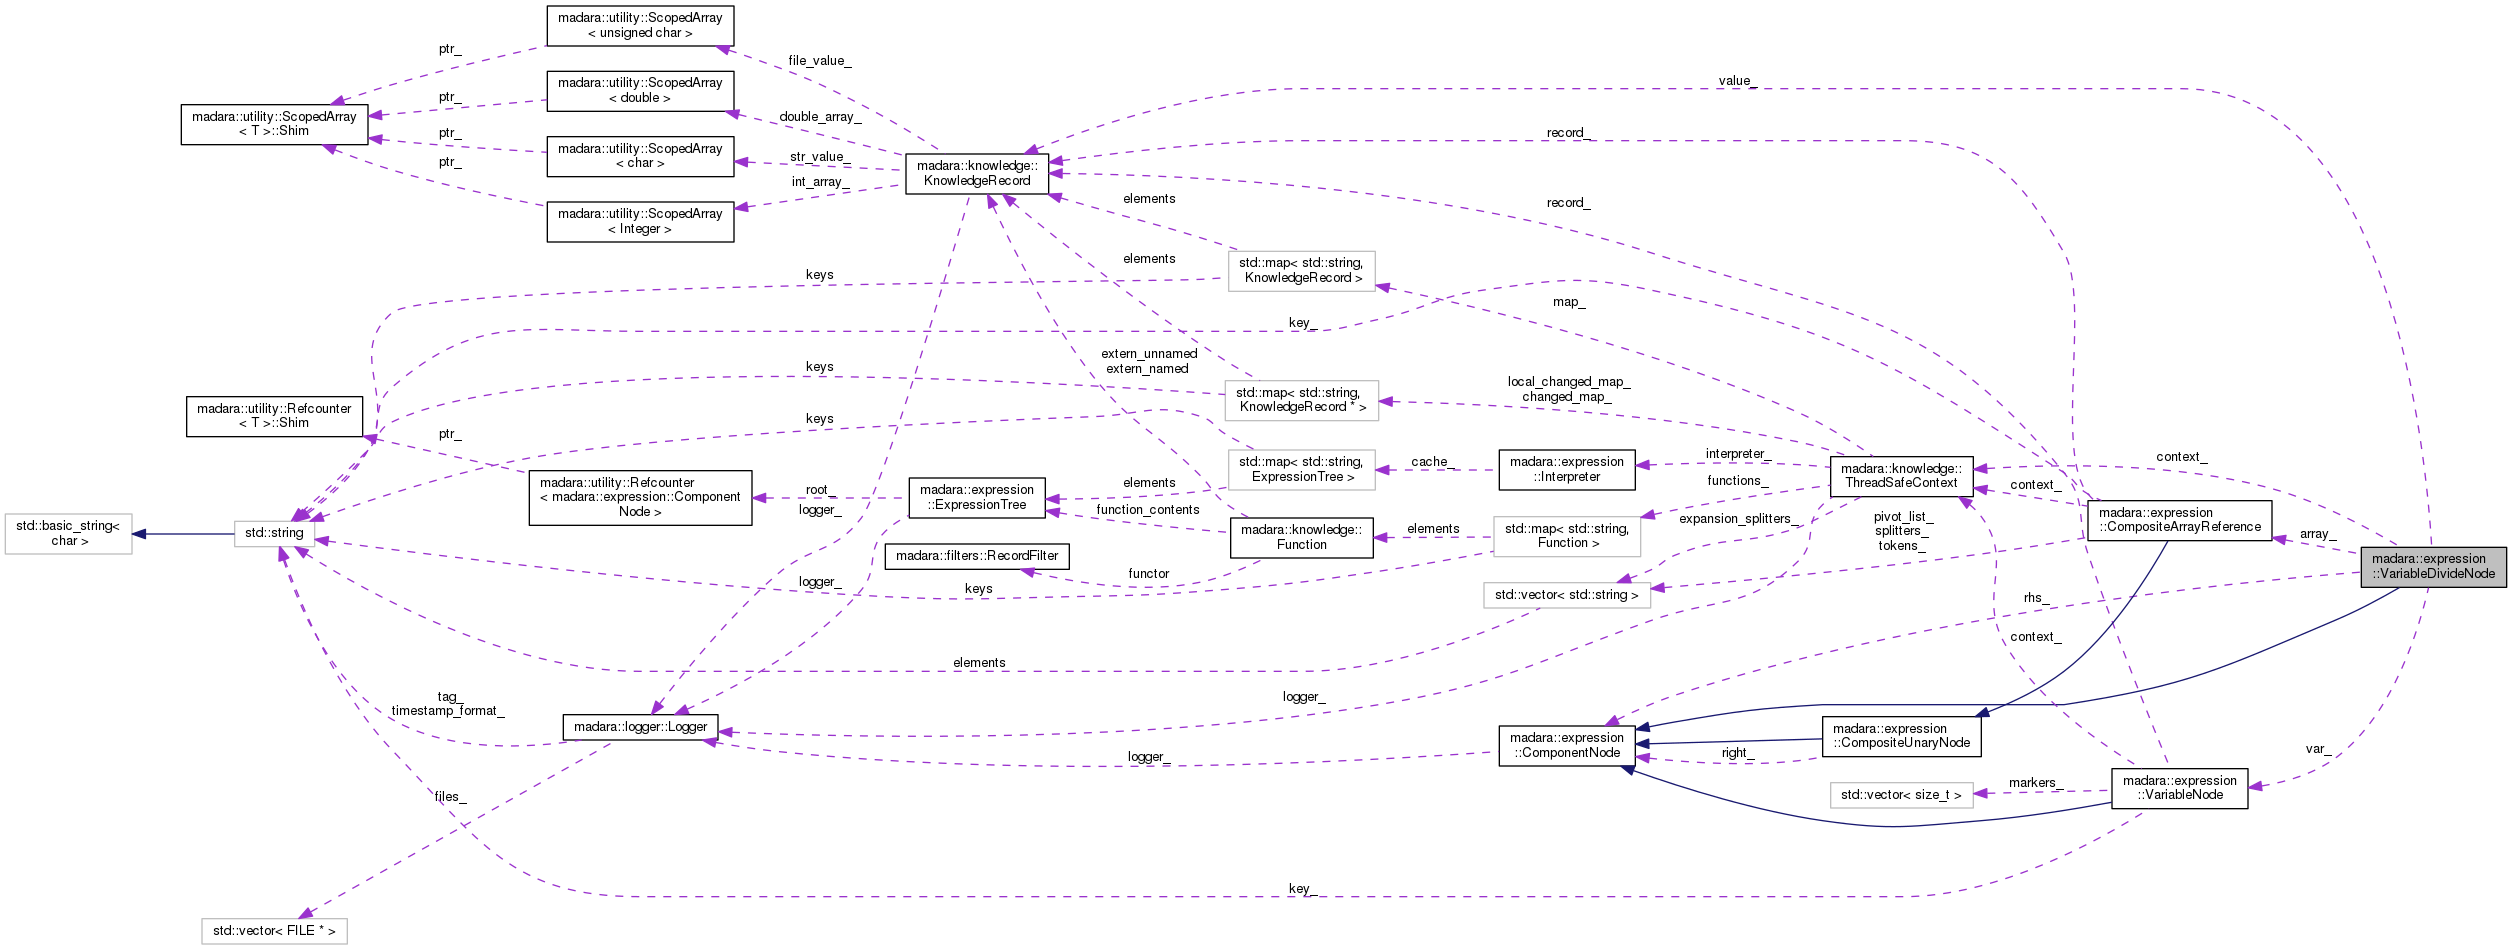 madara::utility::ScopedArray
< unsigned char >
ptr_
file_value_
madara::utility::ScopedArray
< double >
value_
ptr_
madara::utility::ScopedArray
< T >::Shim
double_array_
ptr_
record_
madara::utility::ScopedArray
< char >
str_value_
madara::knowledge::
KnowledgeRecord
ptr_
int_array_
elements
record_
madara::utility::ScopedArray
< Integer >
elements
std::map< std::string,
KnowledgeRecord >
keys
map_
key_
extern_unnamed
extern_named
keys
local_changed_map_
changed_map_
std::map< std::string,
KnowledgeRecord * >
madara::utility::Refcounter
< T >::Shim
keys
ptr_
context_
interpreter_
cache_
std::map< std::string,
ExpressionTree >
madara::expression
::Interpreter
madara::knowledge::
ThreadSafeContext
madara::utility::Refcounter
< madara::expression::Component
Node >
root_
madara::expression
::ExpressionTree
elements
functions_
context_
logger_
function_contents
expansion_splitters_
pivot_list_
splitters_
tokens_
madara::expression
::CompositeArrayReference
std::basic_string<
char >
std::string
madara::knowledge::
Function
elements
std::map< std::string,
Function >
array_
madara::filters::RecordFilter
functor
madara::expression
::VariableDivideNode
logger_
keys
std::vector< std::string >
rhs_
context_
elements
tag_
timestamp_format_
logger_
madara::logger::Logger
madara::expression
::ComponentNode
madara::expression
::CompositeUnaryNode
logger_
right_
var_
files_
std::vector< size_t >
markers_
madara::expression
::VariableNode
key_
std::vector< FILE * >